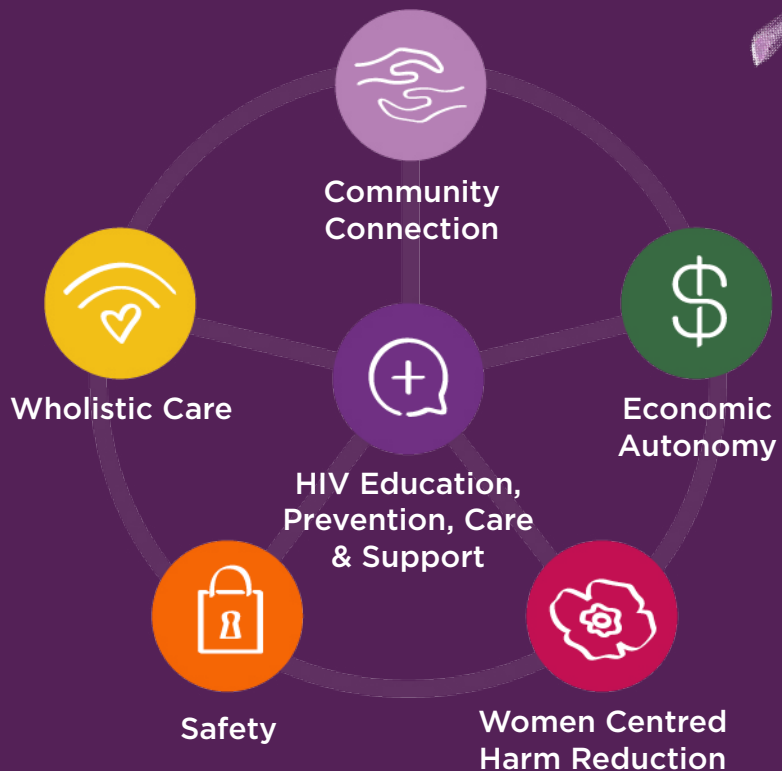 Community
Connection
Wholistic Care
Economic
Autonomy
HIV Education,
Prevention, Care
& Support
Safety
Women Centred
Harm Reduction